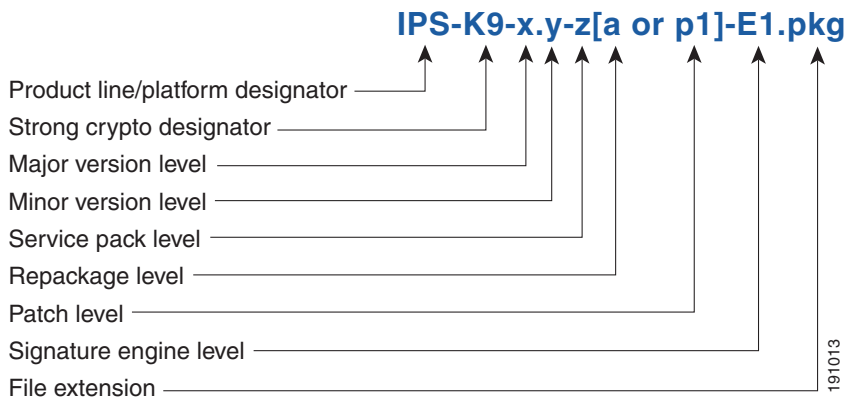 IPS-K9-x.y-z[a or p1]-E1.pkg
Product line/platform designator
Strong crypto designator
Major version level
Minor version level
Service pack level
Repackage level
Patch level
Signature engine level
File extension
191013